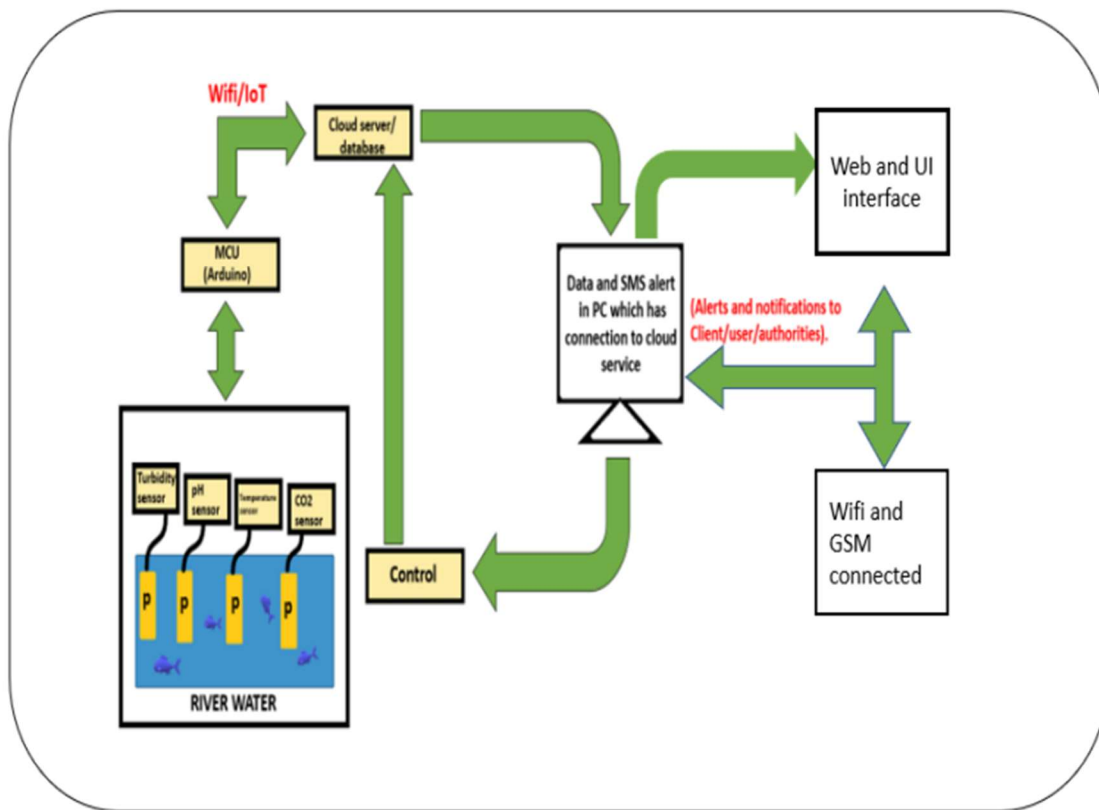 Wifi/IoT
Cloud server/
database
MCU
(Arduino)
Web and UI
interface
Data and SMS alert
in PC which has
connection to cloud
service
(Alerts and notifications to
Client/user/authorities).
Turbidity
sensor
pH
sensor
Temperature
sensor
CO2
sensor
P
P
P
P
RIVER WATER
Control
Wifi and
GSM
connected